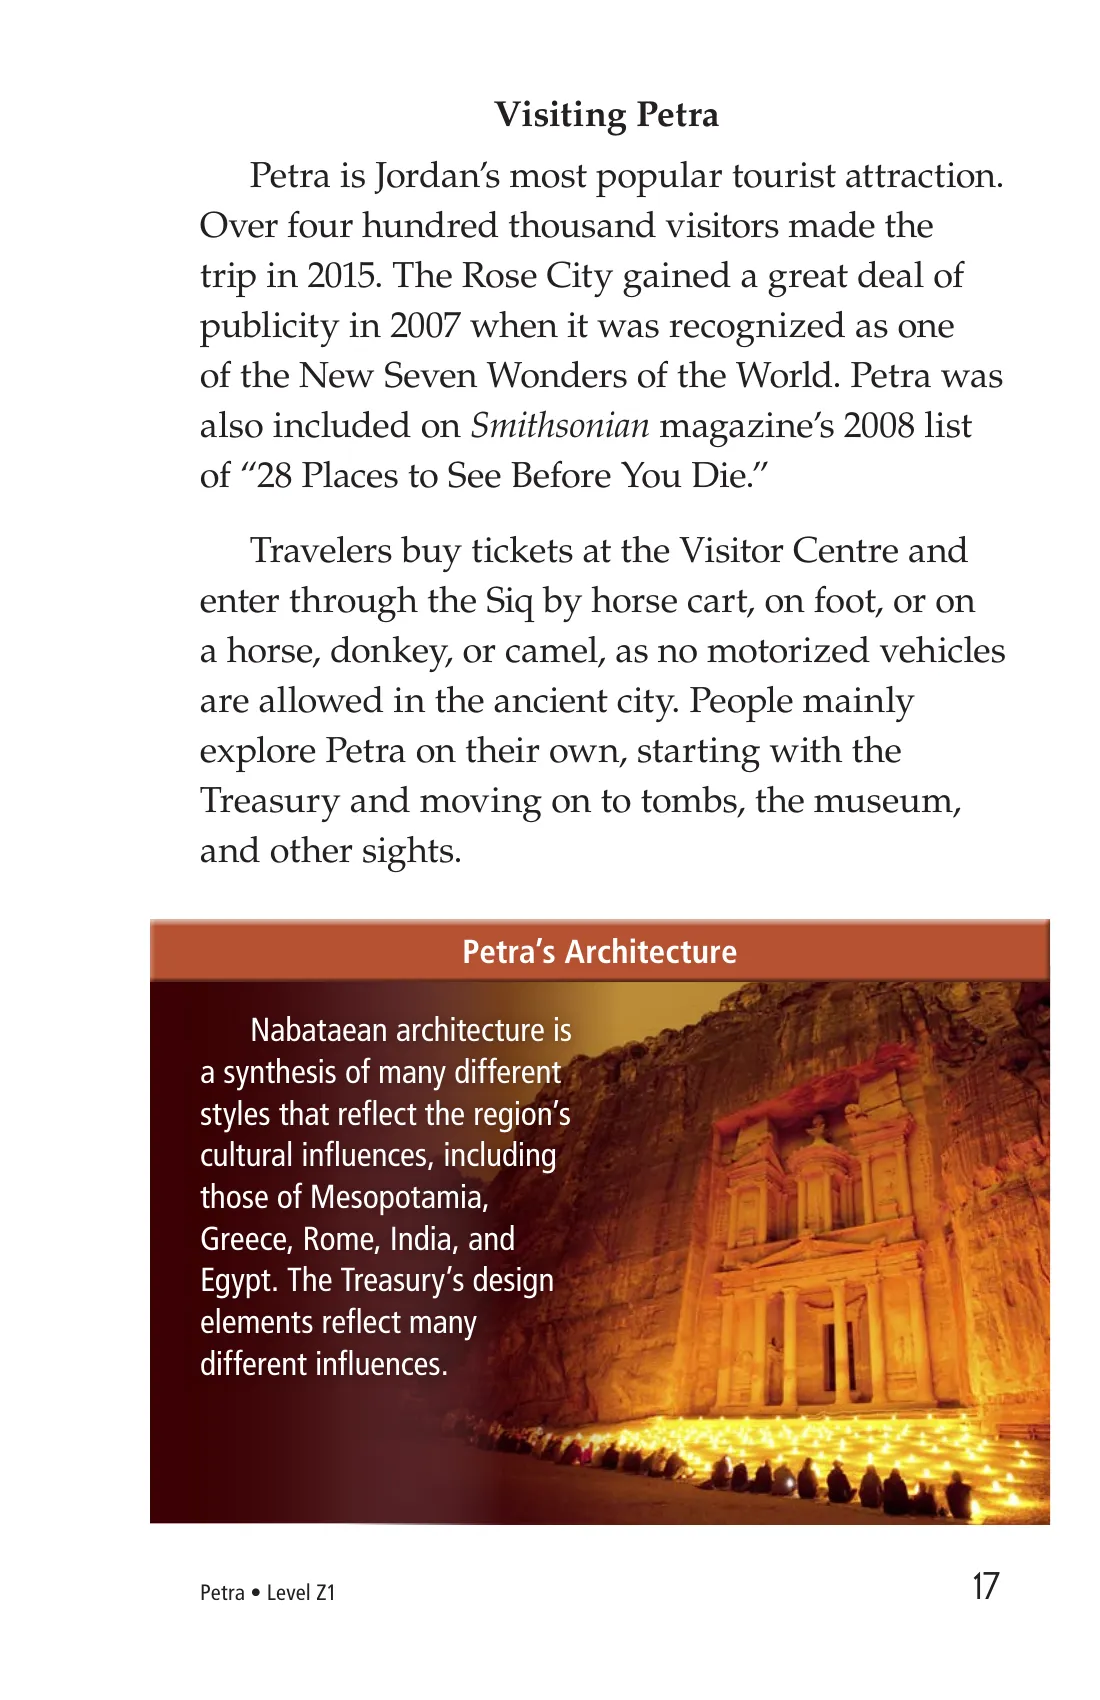 Visiting Petra
Petra is Jordan’s most popular tourist attraction.
Over four hundred thousand visitors made the
trip in 2015. The Rose City gained a great deal of
publicity in 2007 when it was recognized as one
of the New Seven Wonders of the World. Petra was
also included on Smithsonian magazine’s 2008 list
of “28 Places to See Before You Die.”
Travelers buy tickets at the Visitor Centre and
enter through the Siq by horse cart, on foot, or on
a horse, donkey, or camel, as no motorized vehicles
are allowed in the ancient city. People mainly
explore Petra on their own, starting with the
Treasury and moving on to tombs, the museum,
and other sights.
Petra’s Architecture
Nabataean architecture is
a synthesis of many different
styles that reflect the region’s
cultural influences, including
those of Mesopotamia,
Greece, Rome, India, and
Egypt. The Treasury’s design
elements reflect many
different influences.
Petra • Level Z1
17